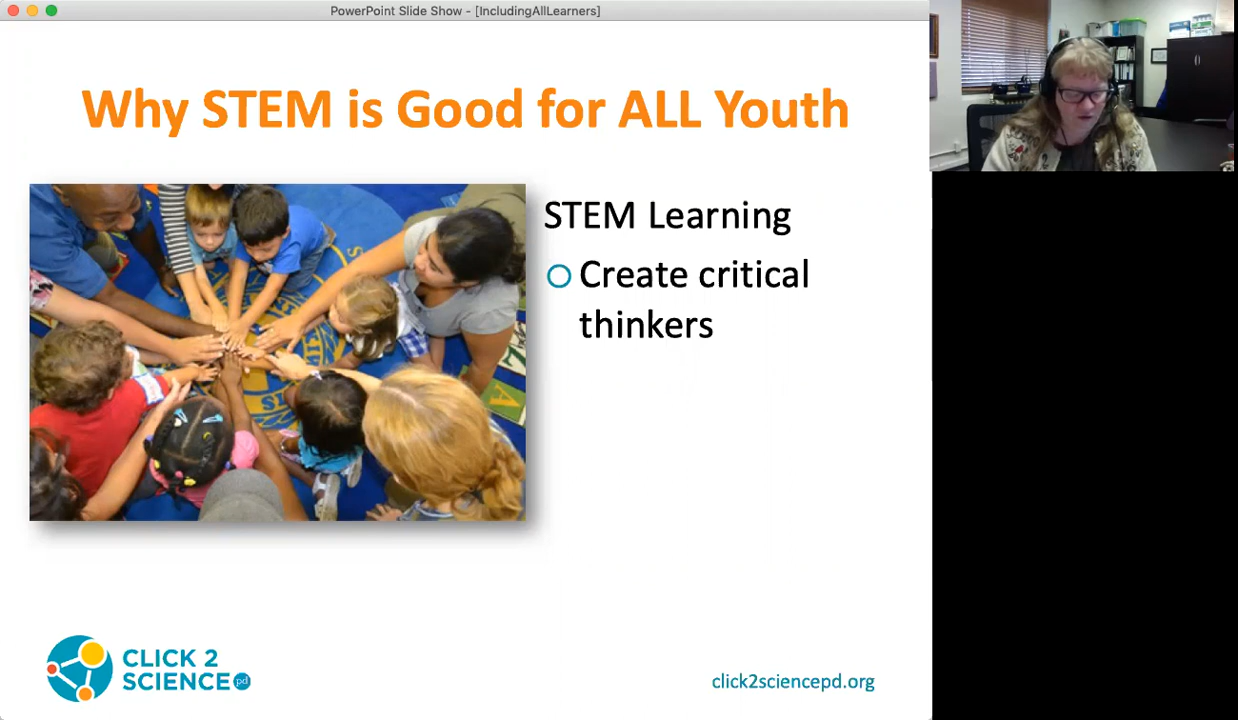 PowerPoint Slide Show - [IncludingAllLearners]
Why STEM is Good for ALL Youth
STEM Learning
Create critical
thinkers
A
CLICK 2
SCIENCE pd
click2sciencepd.org